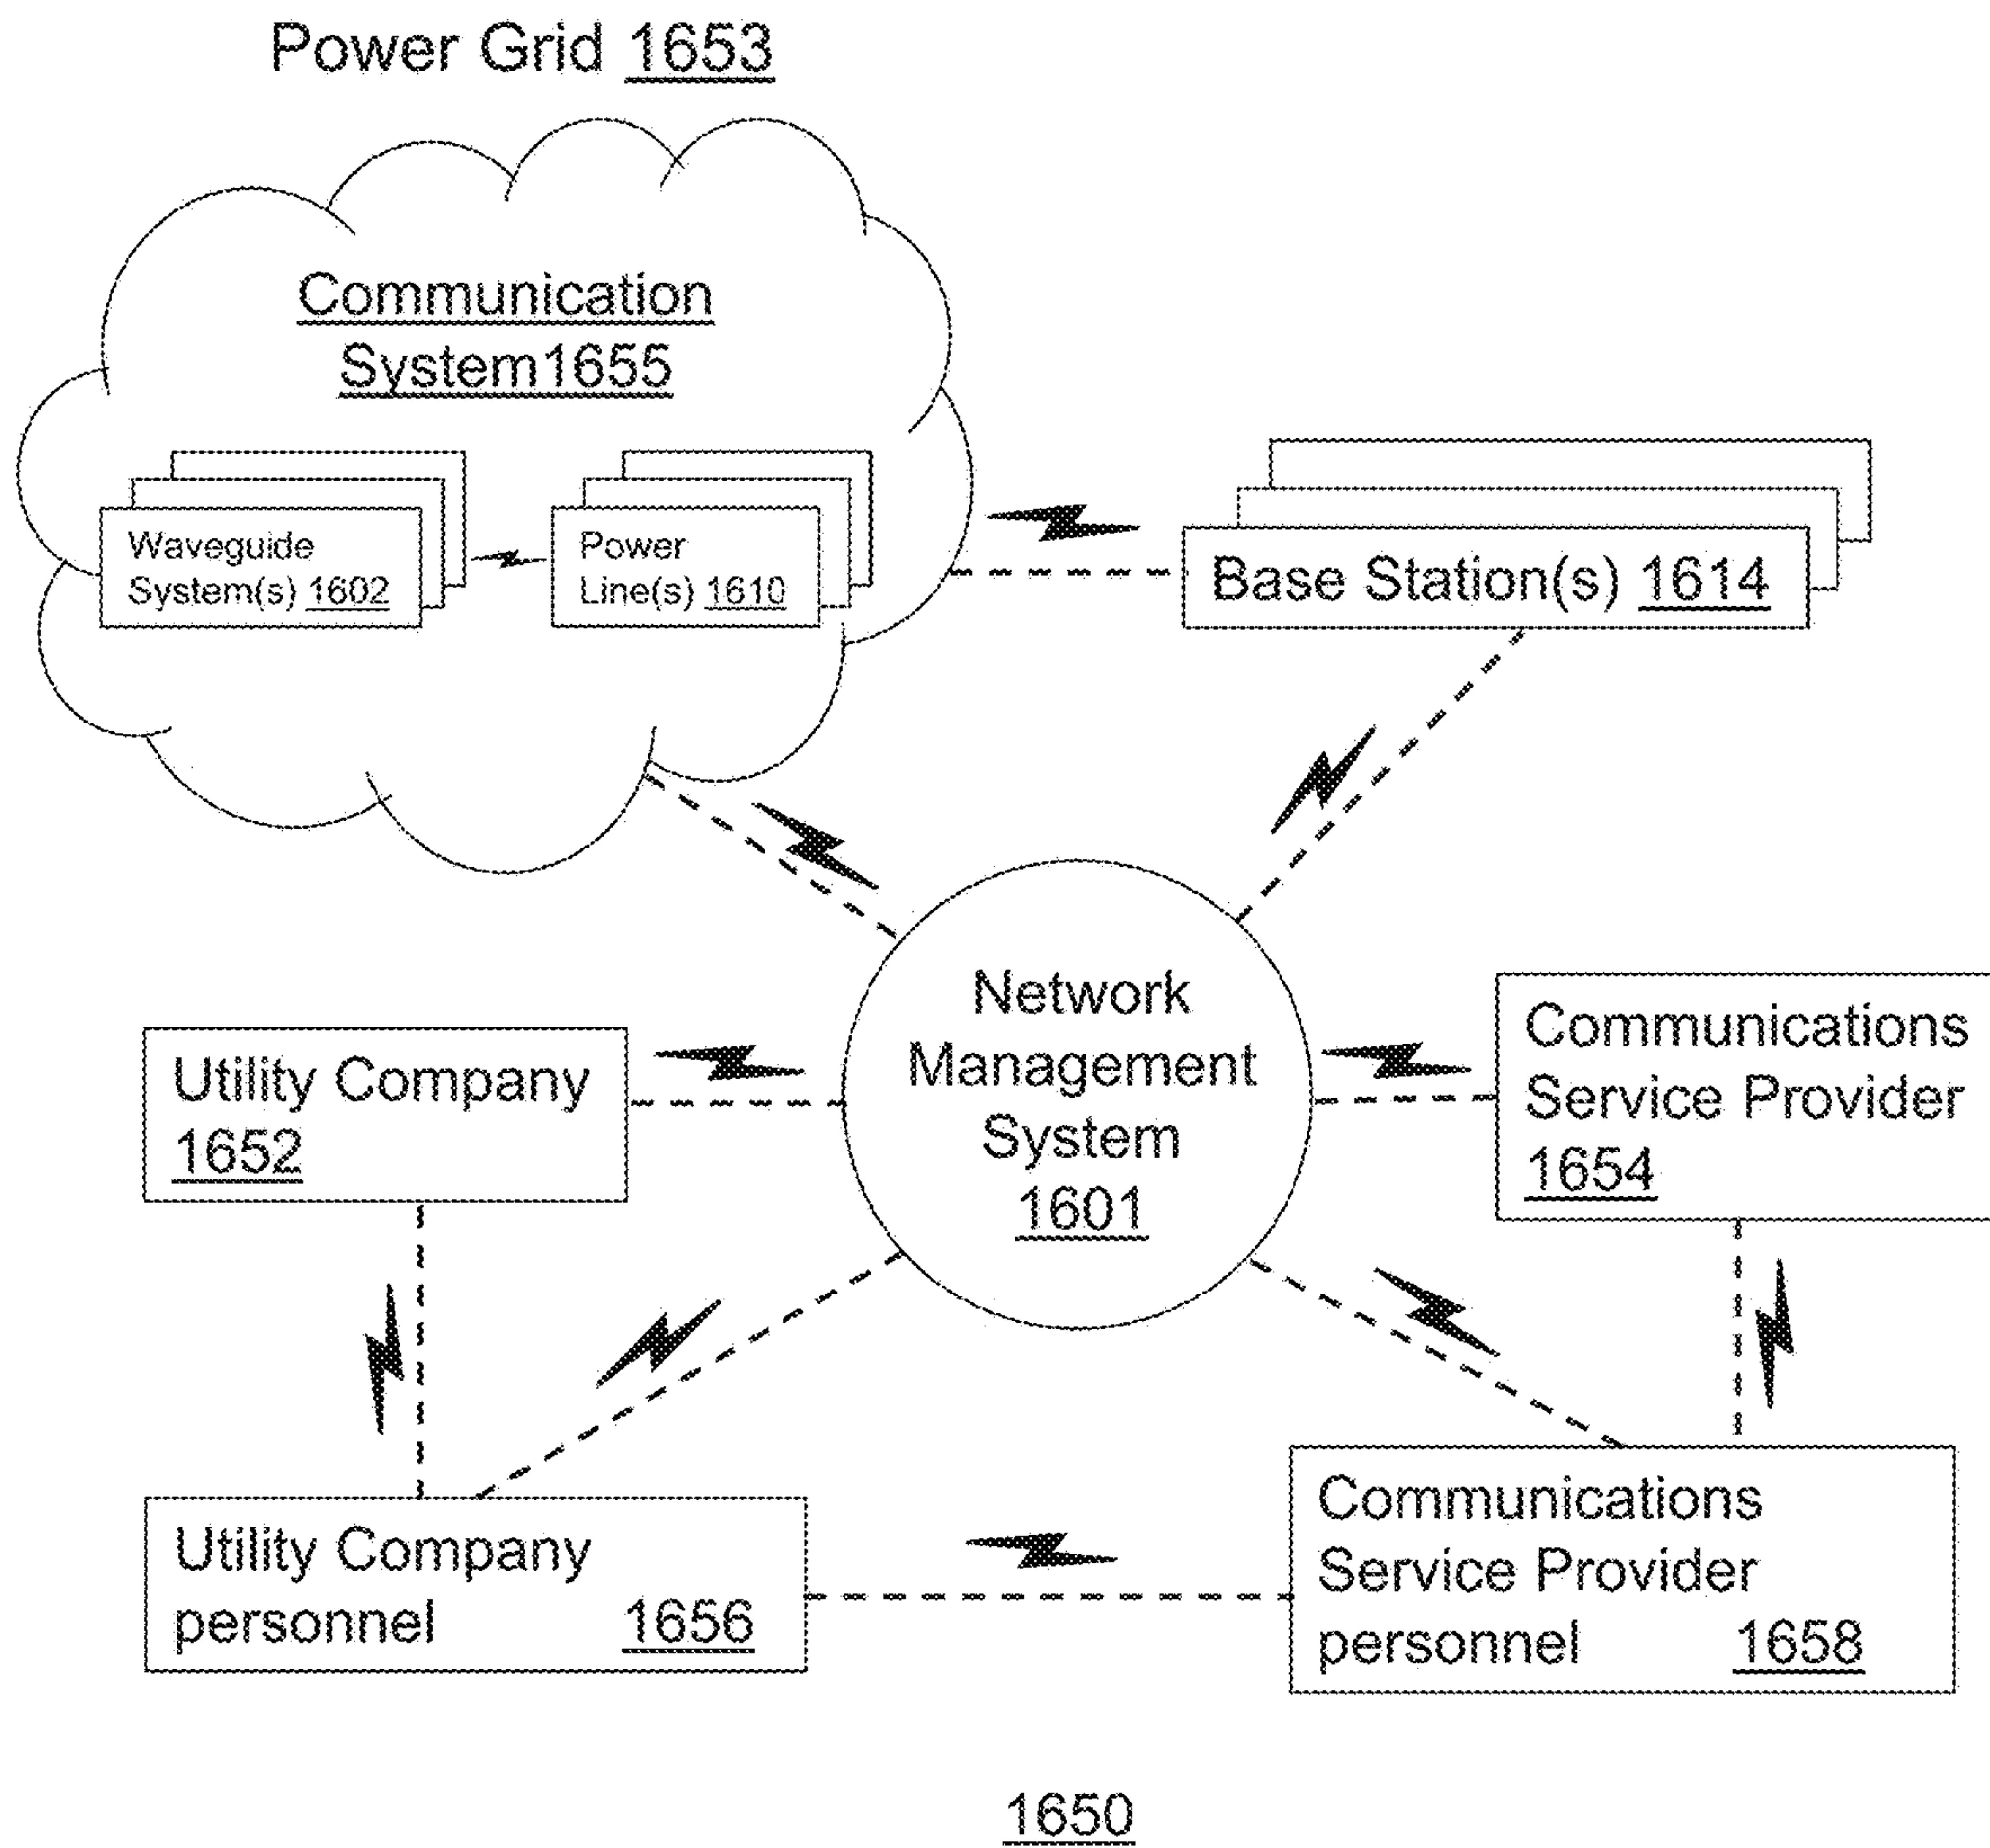 Power Grid 1653
Communication
System1655
Waveguide
System(s) 1602
Power
Line(s) 1610
Base Station(s) 1614
Network
Management
System
1601
Utility Company
1652
Communications
Service Provider
1654
Utility Company
personnel 1656
Communications
Service Provider
personnel 1658
1650